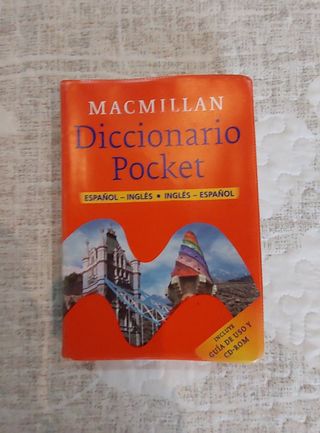 MACMILLAN
Diccionario
Pocket
ESPAÑOL – INGLÉS • INGLÉS – ESPAÑOL
INCLUYE
GUÍA DE USO Y
CD-ROM